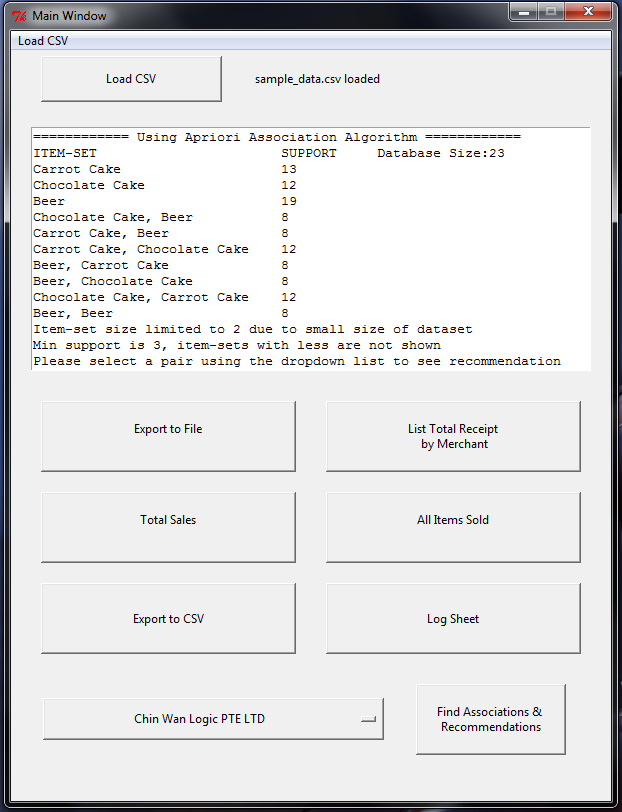 Main Window
Load CSV
Load CSV sample_data.csv loaded
============ Using Apriori Association Algorithm ============
ITEM-SET SUPPORT Database Size:23
Carrot Cake 13
Chocolate Cake 12
Beer 19
Chocolate Cake, Beer 8
Carrot Cake, Beer 8
Carrot Cake, Chocolate Cake 12
Beer, Carrot Cake 8
Beer, Chocolate Cake 8
Chocolate Cake, Carrot Cake 12
Beer, Beer 8
Item-set size limited to 2 due to small size of dataset
Min support is 3, item-sets with less are not shown
Please select a pair using the dropdown list to see recommendation
Export to File
List Total Receipt
by Merchant
Total Sales
All Items Sold
Export to CSV
Log Sheet
Chin Wan Logic PTE LTD
Find Associations &
Recommendations